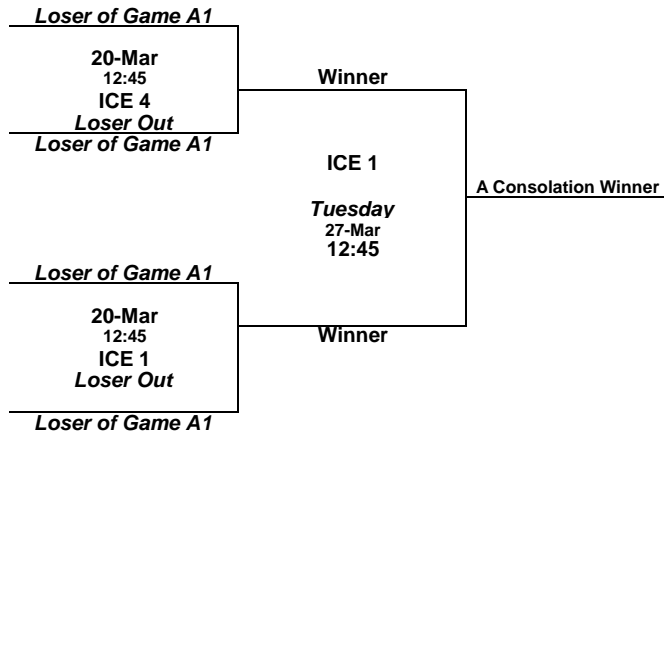 Loser of Game A1
20-Mar
12:45
ICE 4
Loser Out
Loser of Game A1
Winner
ICE 1
Tuesday
27-Mar
12:45
A Consolation Winner
Loser of Game A1
20-Mar
12:45
ICE 1
Loser Out
Loser of Game A1
Winner